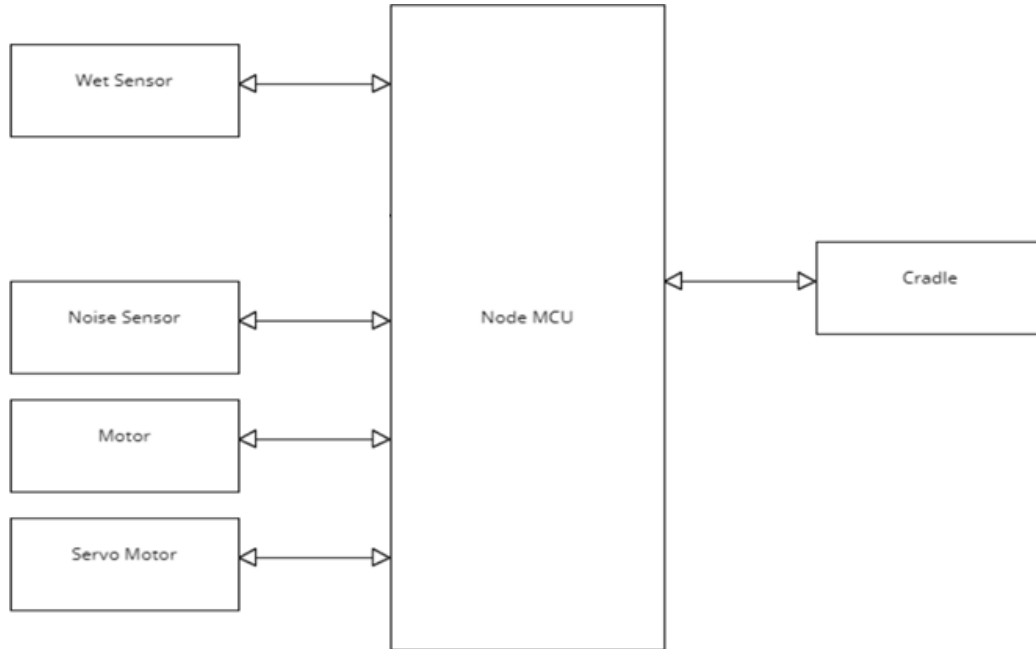 Wet Sensor
Noise Sensor
Motor
Servo Motor
Node MCU
Cradle